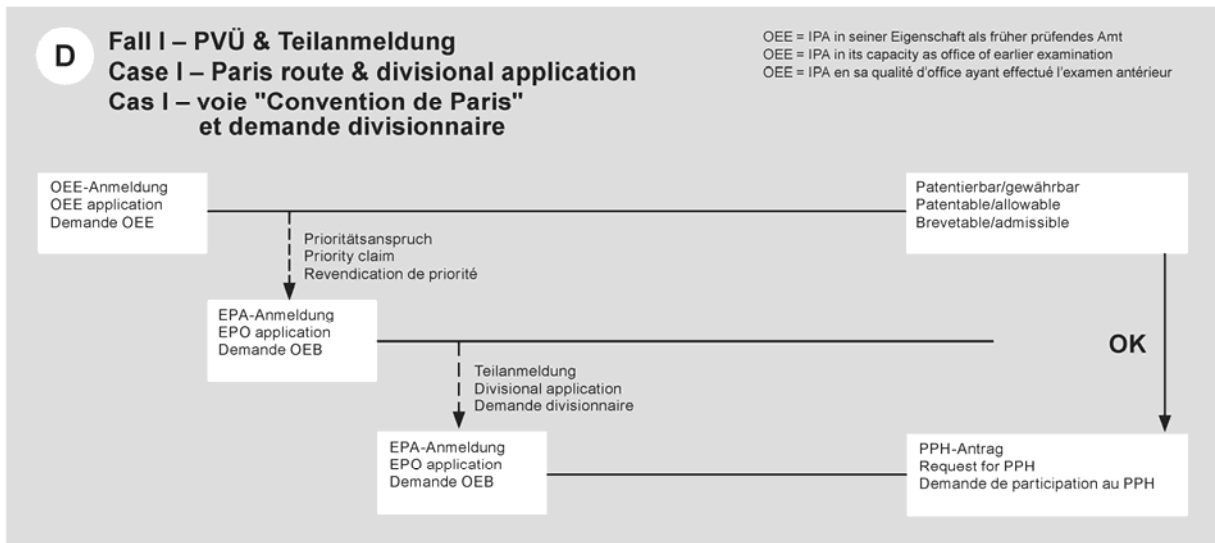 D
Fall I – PVÜ & Teilanmeldung
Case I – Paris route & divisional application
Cas I – voie "Convention de Paris"
et demande divisionnaire
OEE = IPA in seiner Eigenschaft als früher prüfendes Amt
OEE = IPA in its capacity as office of earlier examination
OEE = IPA en sa qualité d'office ayant effectué l'examen antérieur
OEE-Anmeldung
OEE application
Demande OEE
Patentierbar/gewährbar
Patentable/allowable
Brevetable/admissible
Prioritätsanspruch
Priority claim
Revendication de priorité
EPA-Anmeldung
EPO application
Demande OEB
OK
Teilanmeldung
Divisional application
Demande divisionnaire
EPA-Anmeldung
EPO application
Demande OEB
PPH-Antrag
Request for PPH
Demande de participation au PPH